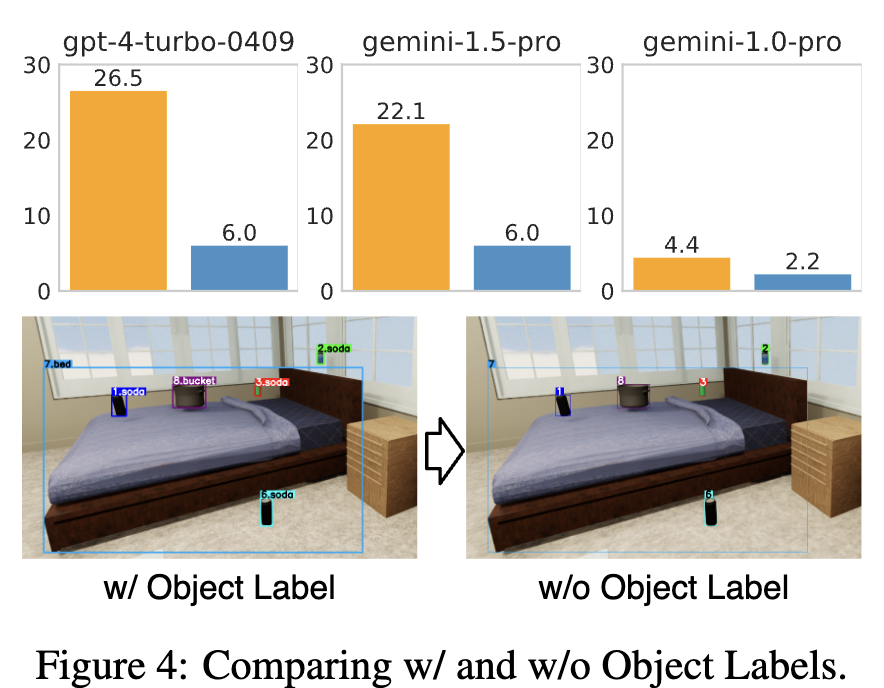 gpt-4-turbo-0409 gemini-1.5-pro gemini-1.0-pro
30 30 30
26.5
22.1
20 20 20
10 10 10
6.0 6.0
4.4
2.2
0 0 0
2.soda 2
7.bed 7
1.soda 8.bucket 3.soda 1 8 3
6.soda 6
w/ Object Label w/o Object Label
Figure 4: Comparing w/ and w/o Object Labels.